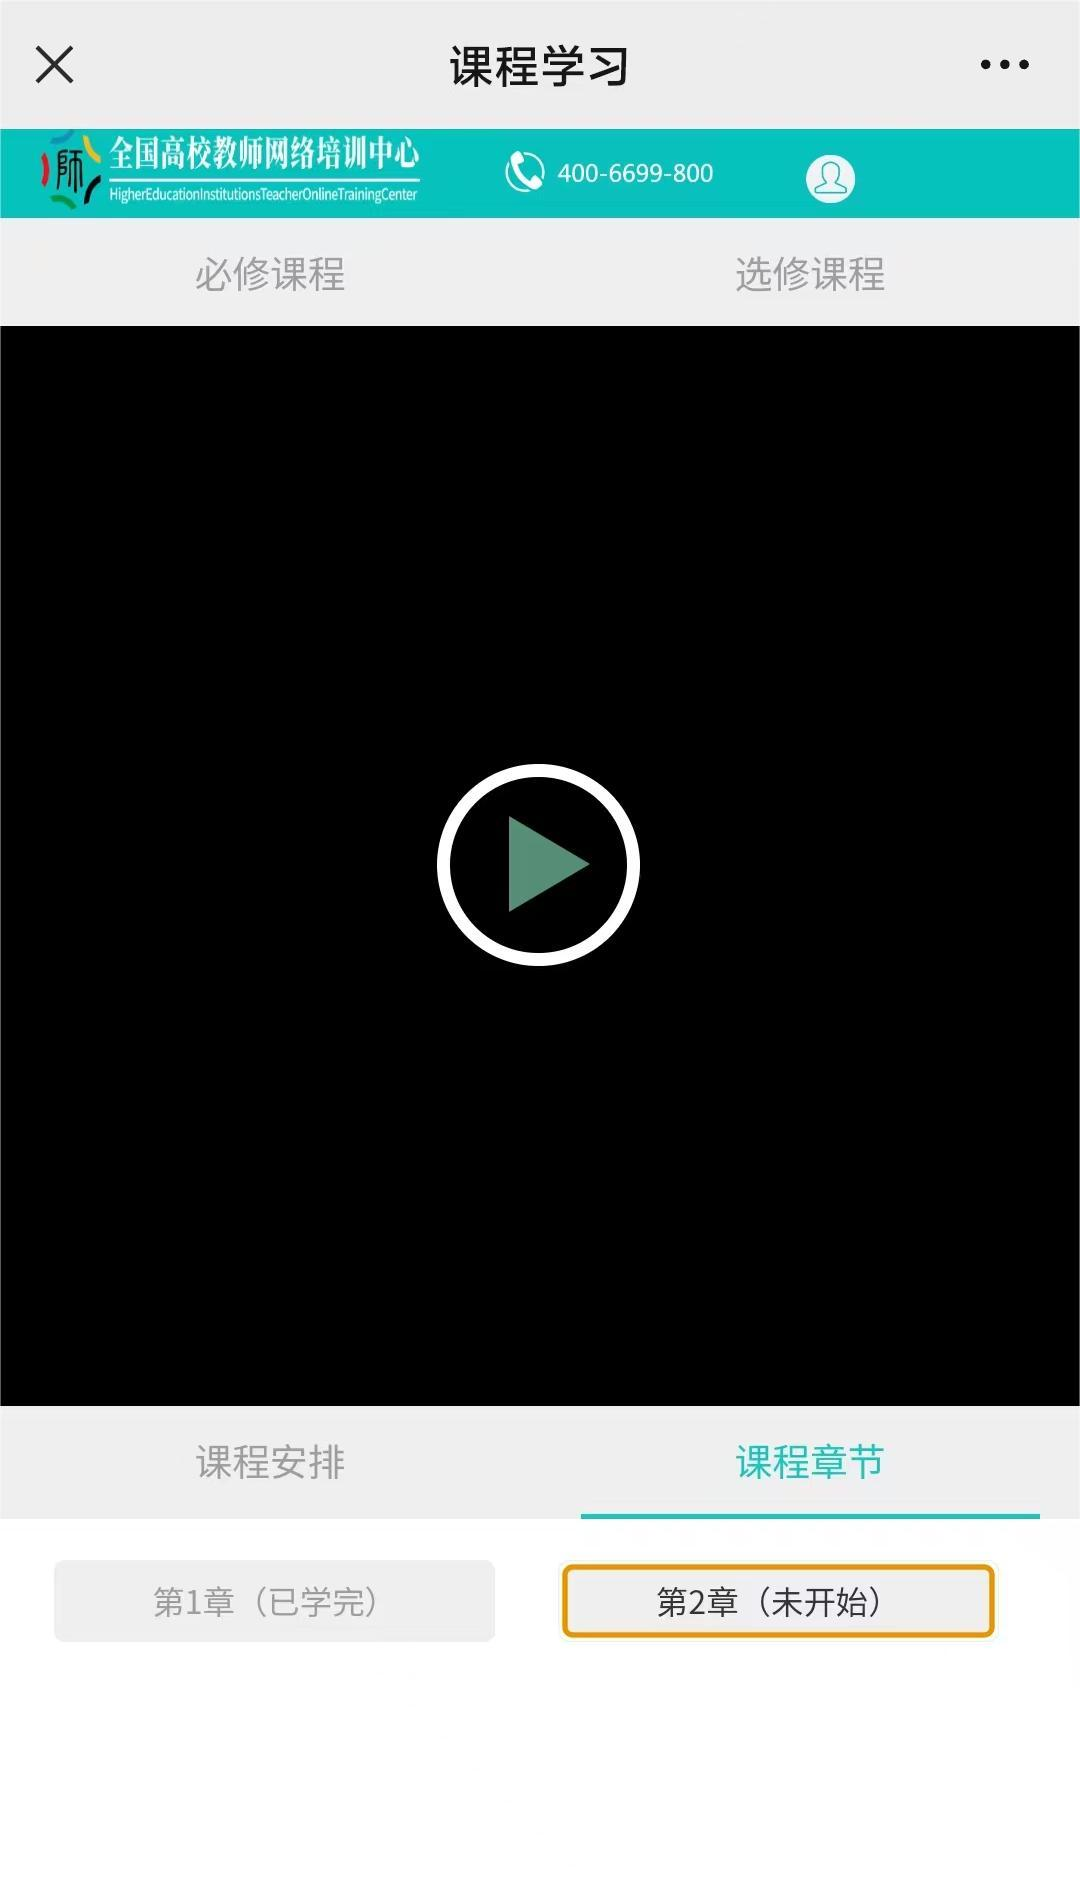 课程学习
師
全国高校教师网络培训中心
HigherEducationInstitutionsTeacherOnlineTrainingCenter
400-6699-800
必修课程
选修课程
课程安排
课程章节
第1章（已学完）
第2章（未开始）